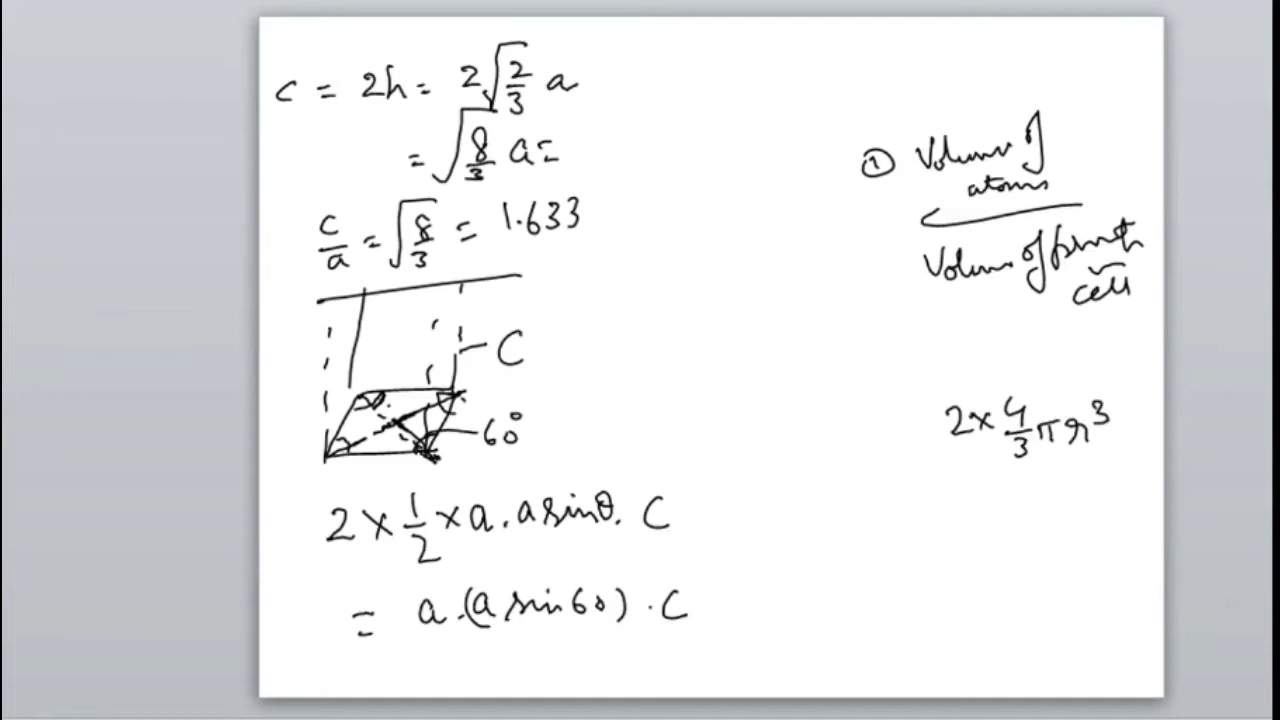 c = 2h = 2√(2/3) a
= √(8/3) a =
c/a = √(8/3) = 1.633
C
60°
2 × 1/2 × a . a sinθ . C
= a . (a sin 60) . C
① Volume of
atoms
Volume of
cell
2 × 4/3 π r³